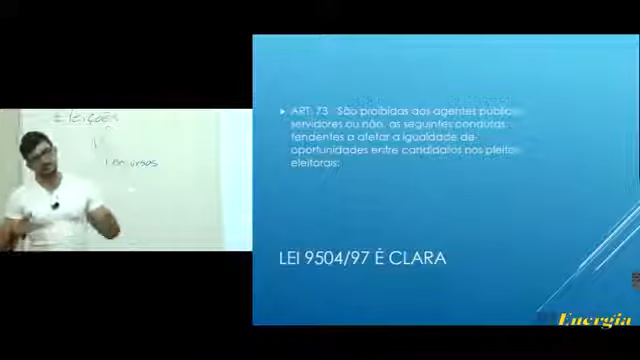 Eleições
ART. 73 São proibidas aos agentes públicos,
servidores ou não, as seguintes condutas
tendentes a afetar a igualdade de
oportunidades entre candidatos nos pleitos
eleitorais:
LEI 9504/97 É CLARA
Energia